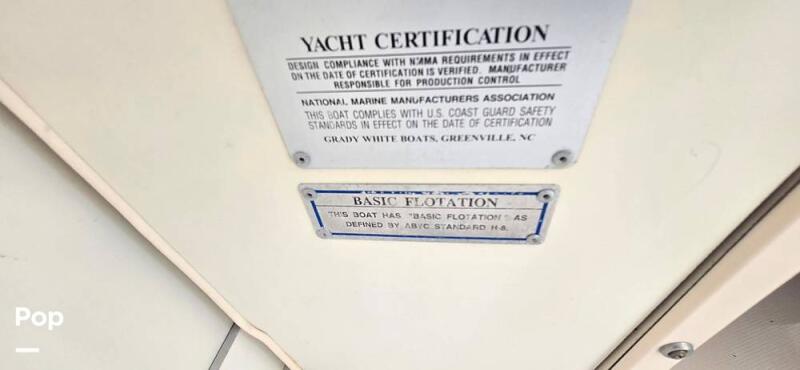 YACHT CERTIFICATION
DESIGN COMPLIANCE WITH NMMA REQUIREMENTS IN EFFECT
ON THE DATE OF CERTIFICATION IS VERIFIED. MANUFACTURER
RESPONSIBLE FOR PRODUCTION CONTROL
NATIONAL MARINE MANUFACTURERS ASSOCIATION
THIS BOAT COMPLIES WITH U.S. COAST GUARD SAFETY
STANDARDS IN EFFECT ON THE DATE OF CERTIFICATION
GRADY WHITE BOATS, GREENVILLE, NC
BASIC FLOTATION
THIS BOAT HAS "BASIC FLOTATION" AS
DEFINED BY ABYC STANDARD H-8.
Pop